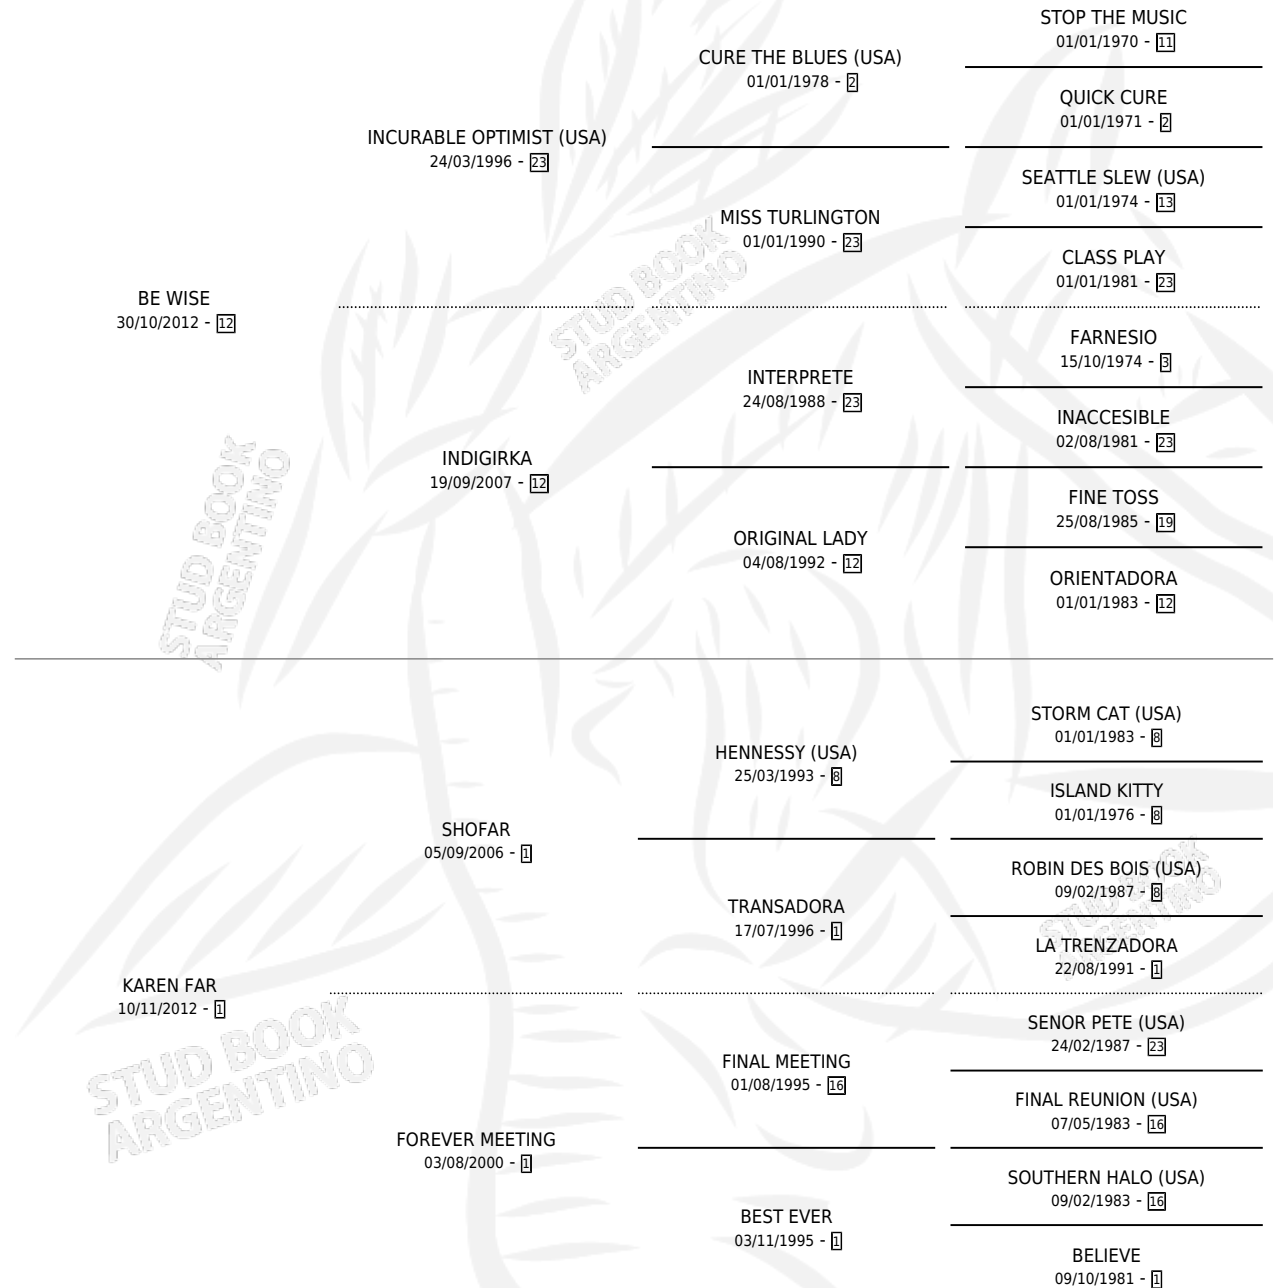 STOP THE MUSIC
01/01/1970 - 11
CURE THE BLUES (USA)
01/01/1978 - 2
QUICK CURE
01/01/1971 - 2
INCURABLE OPTIMIST (USA)
24/03/1996 - 23
SEATTLE SLEW (USA)
01/01/1974 - 13
MISS TURLINGTON
01/01/1990 - 23
CLASS PLAY
01/01/1981 - 23
BE WISE
30/10/2012 - 12
FARNESIO
15/10/1974 - 3
INTERPRETE
24/08/1988 - 23
INACCESIBLE
02/08/1981 - 23
INDIGIRKA
19/09/2007 - 12
FINE TOSS
25/08/1985 - 19
ORIGINAL LADY
04/08/1992 - 12
ORIENTADORA
01/01/1983 - 12
STORM CAT (USA)
01/01/1983 - 8
HENNESSY (USA)
25/03/1993 - 8
ISLAND KITTY
01/01/1976 - 8
SHOFAR
05/09/2006 - 1
ROBIN DES BOIS (USA)
09/02/1987 - 8
TRANSADORA
17/07/1996 - 1
LA TRENZADORA
22/08/1991 - 1
KAREN FAR
10/11/2012 - 1
SENOR PETE (USA)
24/02/1987 - 23
FINAL MEETING
01/08/1995 - 16
FINAL REUNION (USA)
07/05/1983 - 16
FOREVER MEETING
03/08/2000 - 1
SOUTHERN HALO (USA)
09/02/1983 - 16
BEST EVER
03/11/1995 - 1
BELIEVE
09/10/1981 - 1
STUD BOOK
ARGENTINO
STUD BOOK
ARGENTINO
STUD BOOK
ARGENTINO
STUD BOOK
ARGENTINO